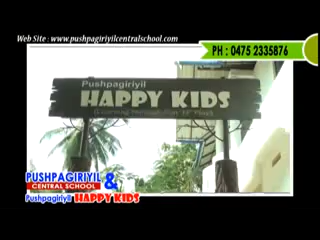 Web Site : www.pushpagiriyilcentralschool.com
PH : 0475 2335876
Pushpagiriyil
HAPPY KIDS
PUSHPAGIRIYIL
CENTRAL SCHOOL
&
Pushpagiriyil HAPPY KIDS